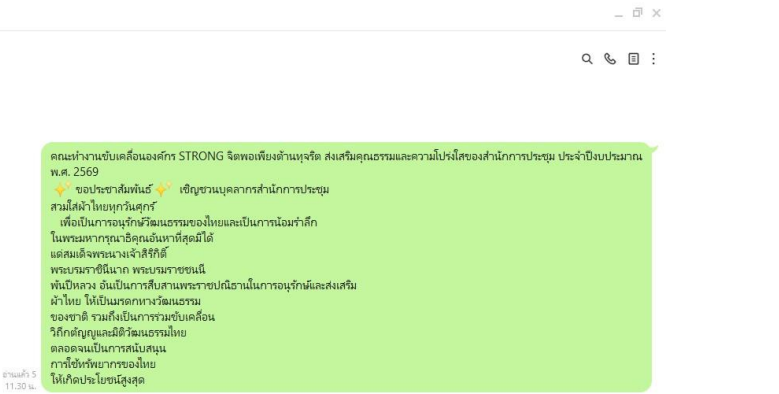 คณะทำงานขับเคลื่อนองค์กร STRONG จิตพอเพียงต้านทุจริต ส่งเสริมคุณธรรมและความโปร่งใสของสำนักการประชุม ประจำปีงบประมาณ
พ.ศ. 2569
✨ขอประชาสัมพันธ์✨ เชิญชวนบุคลากรสำนักการประชุม
สวมใส่ผ้าไทยทุกวันศุกร์
เพื่อเป็นการอนุรักษ์วัฒนธรรมของไทยและเป็นการน้อมรำลึก
ในพระมหากรุณาธิคุณอันหาที่สุดมิได้
แด่สมเด็จพระนางเจ้าสิริกิติ์
พระบรมราชินีนาถ พระบรมราชชนนี
พันปีหลวง อันเป็นการสืบสานพระราชปณิธานในการอนุรักษ์และส่งเสริม
ผ้าไทย ให้เป็นมรดกทางวัฒนธรรม
ของชาติ รวมถึงเป็นการร่วมขับเคลื่อน
วิถีกตัญญูและมิติวัฒนธรรมไทย
ตลอดจนเป็นการสนับสนุน
การใช้ทรัพยากรของไทย
ให้เกิดประโยชน์สูงสุด
อ่านแล้ว 5
11.30 น.